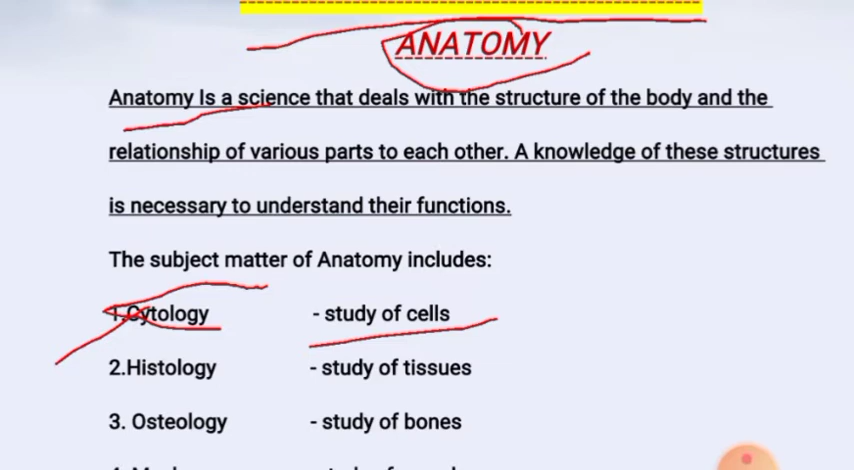 ANATOMY
Anatomy Is a science that deals with the structure of the body and the
relationship of various parts to each other. A knowledge of these structures
is necessary to understand their functions.
The subject matter of Anatomy includes:
1.Cytology - study of cells
2.Histology - study of tissues
3. Osteology - study of bones